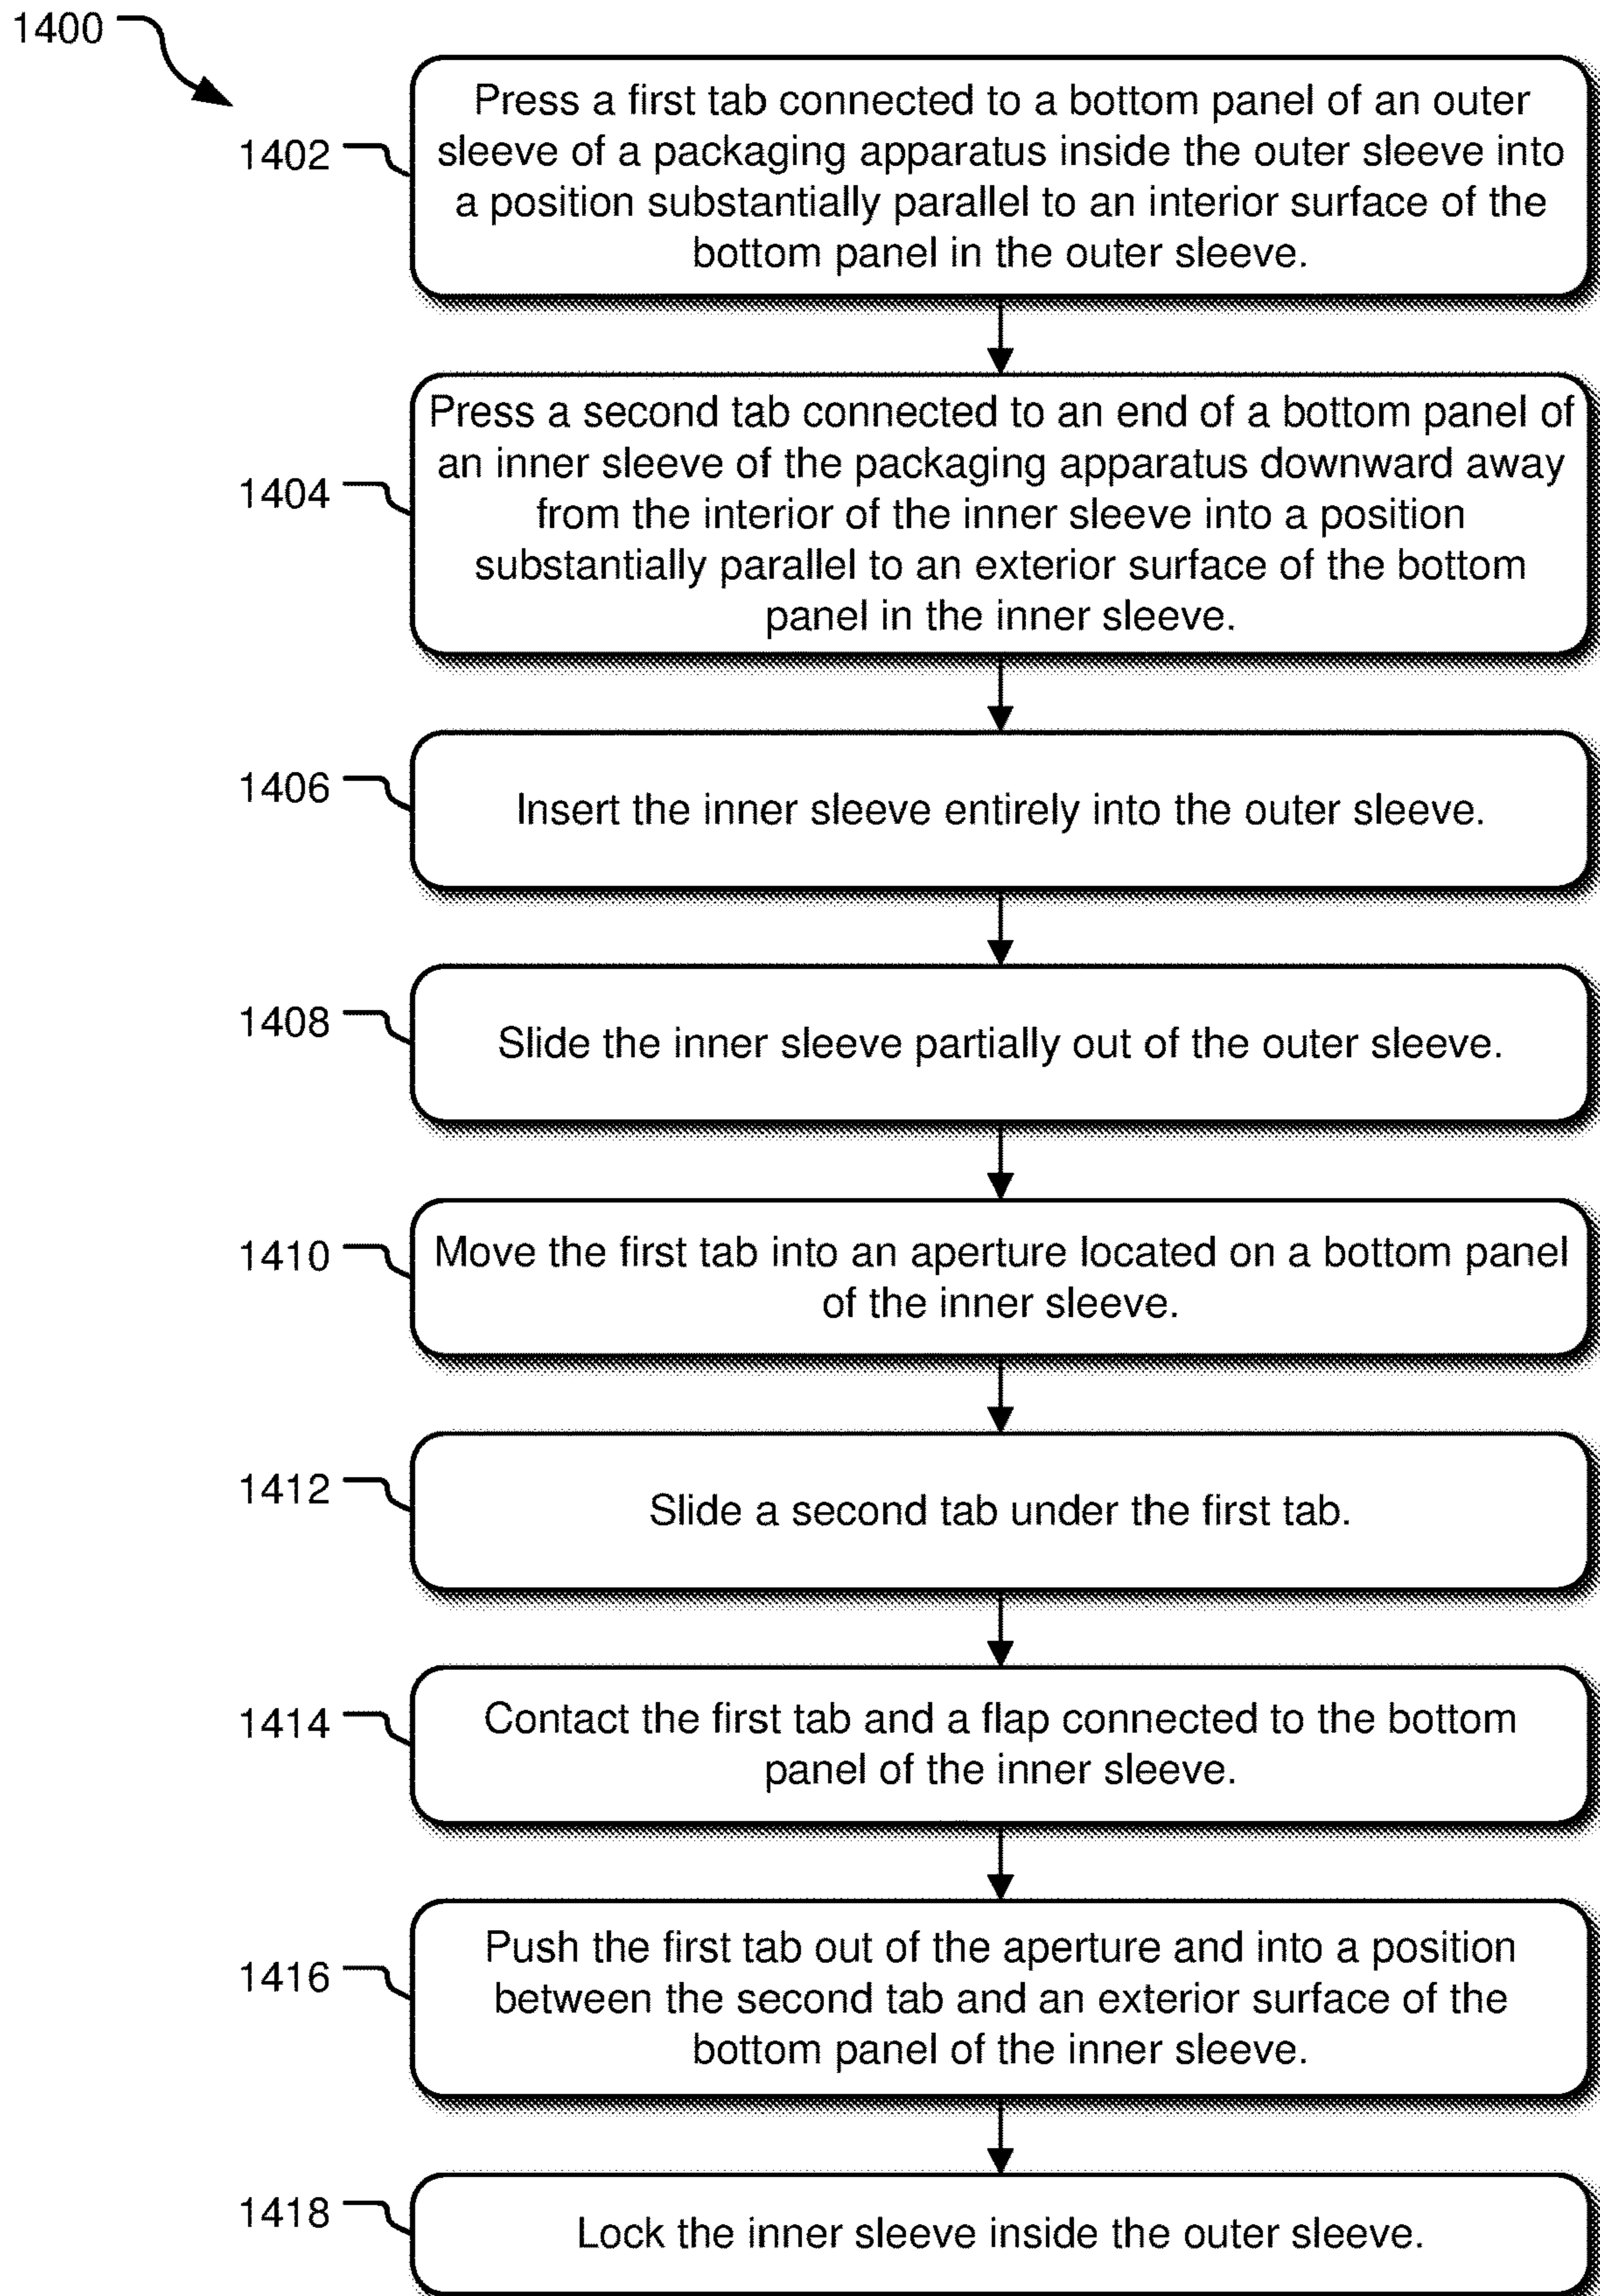 1400
1402
Press a first tab connected to a bottom panel of an outer
sleeve of a packaging apparatus inside the outer sleeve into
a position substantially parallel to an interior surface of the
bottom panel in the outer sleeve.
1404
Press a second tab connected to an end of a bottom panel of
an inner sleeve of the packaging apparatus downward away
from the interior of the inner sleeve into a position
substantially parallel to an exterior surface of the bottom
panel in the inner sleeve.
1406
Insert the inner sleeve entirely into the outer sleeve.
1408
Slide the inner sleeve partially out of the outer sleeve.
1410
Move the first tab into an aperture located on a bottom panel
of the inner sleeve.
1412
Slide a second tab under the first tab.
1414
Contact the first tab and a flap connected to the bottom
panel of the inner sleeve.
1416
Push the first tab out of the aperture and into a position
between the second tab and an exterior surface of the
bottom panel of the inner sleeve.
1418
Lock the inner sleeve inside the outer sleeve.